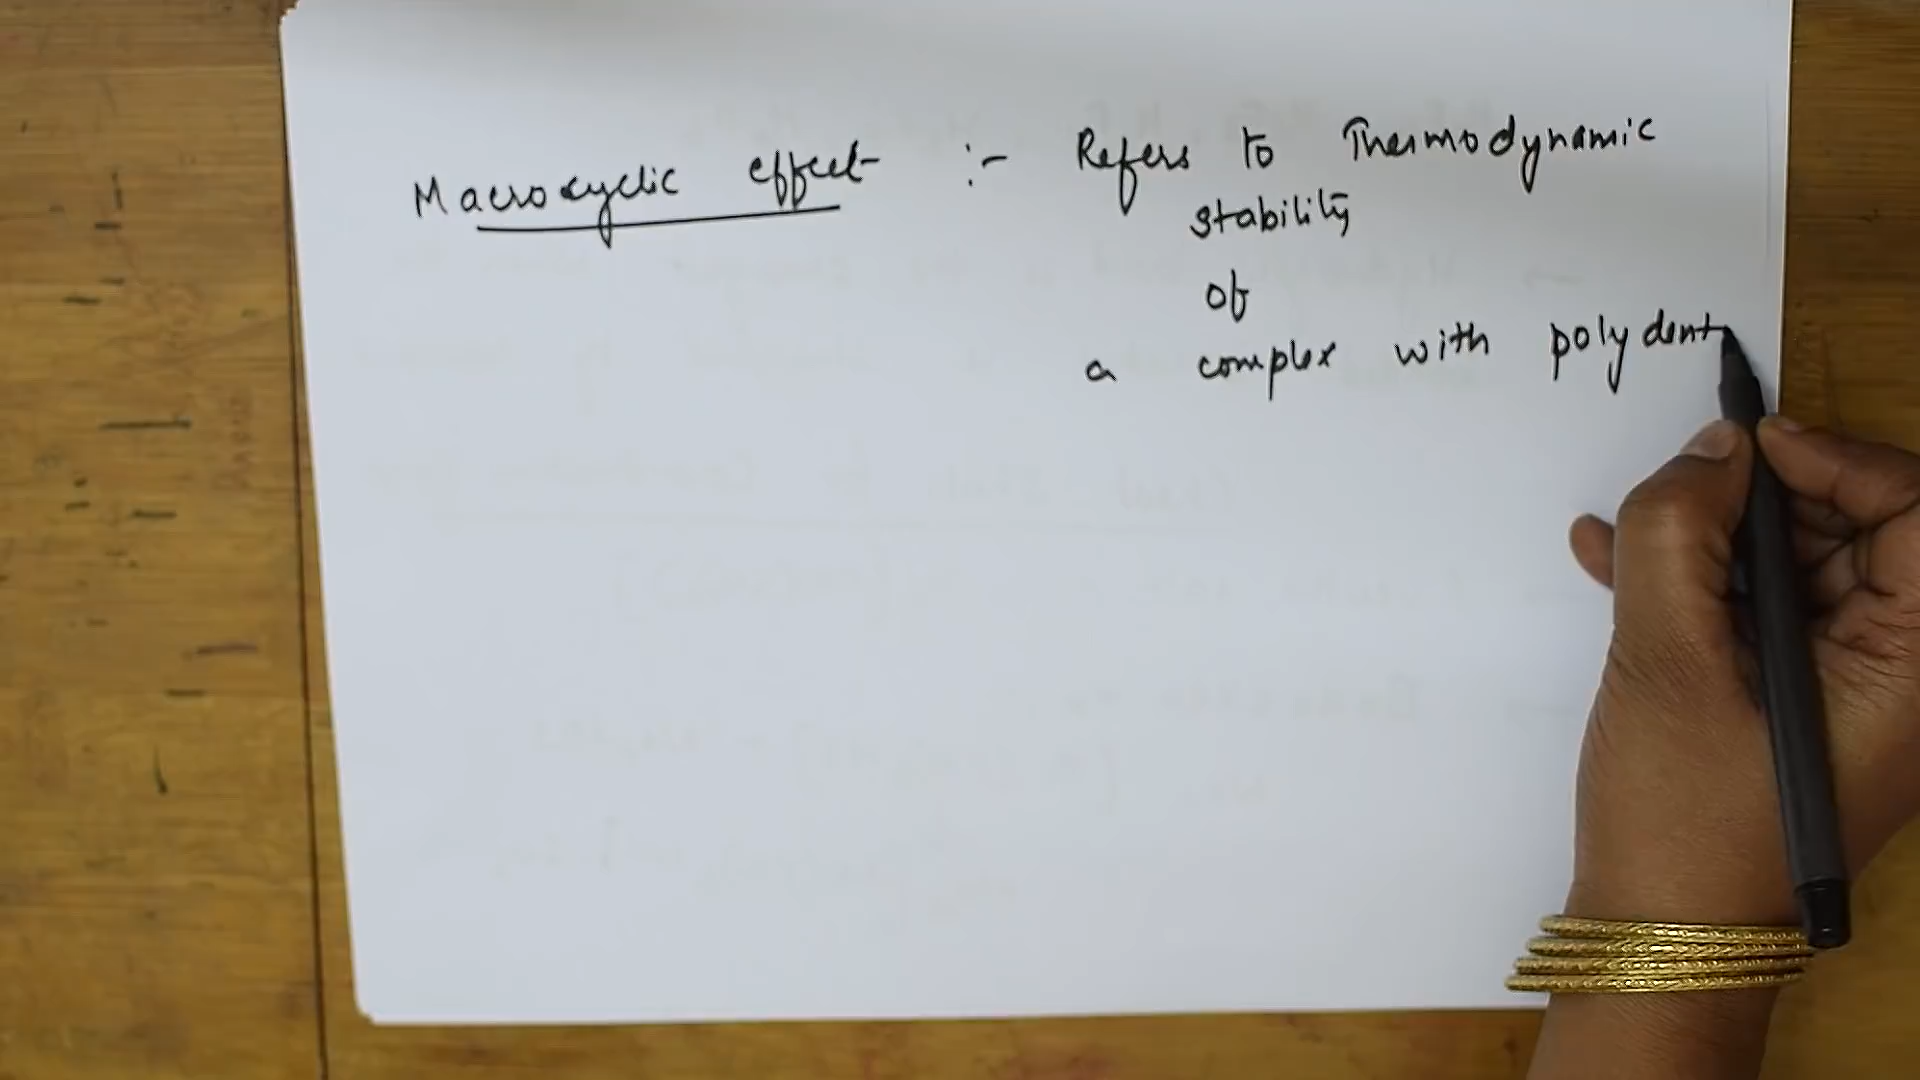 Macrocyclic effect :- Refers to Thermodynamic
stability
of
a complex with polydent